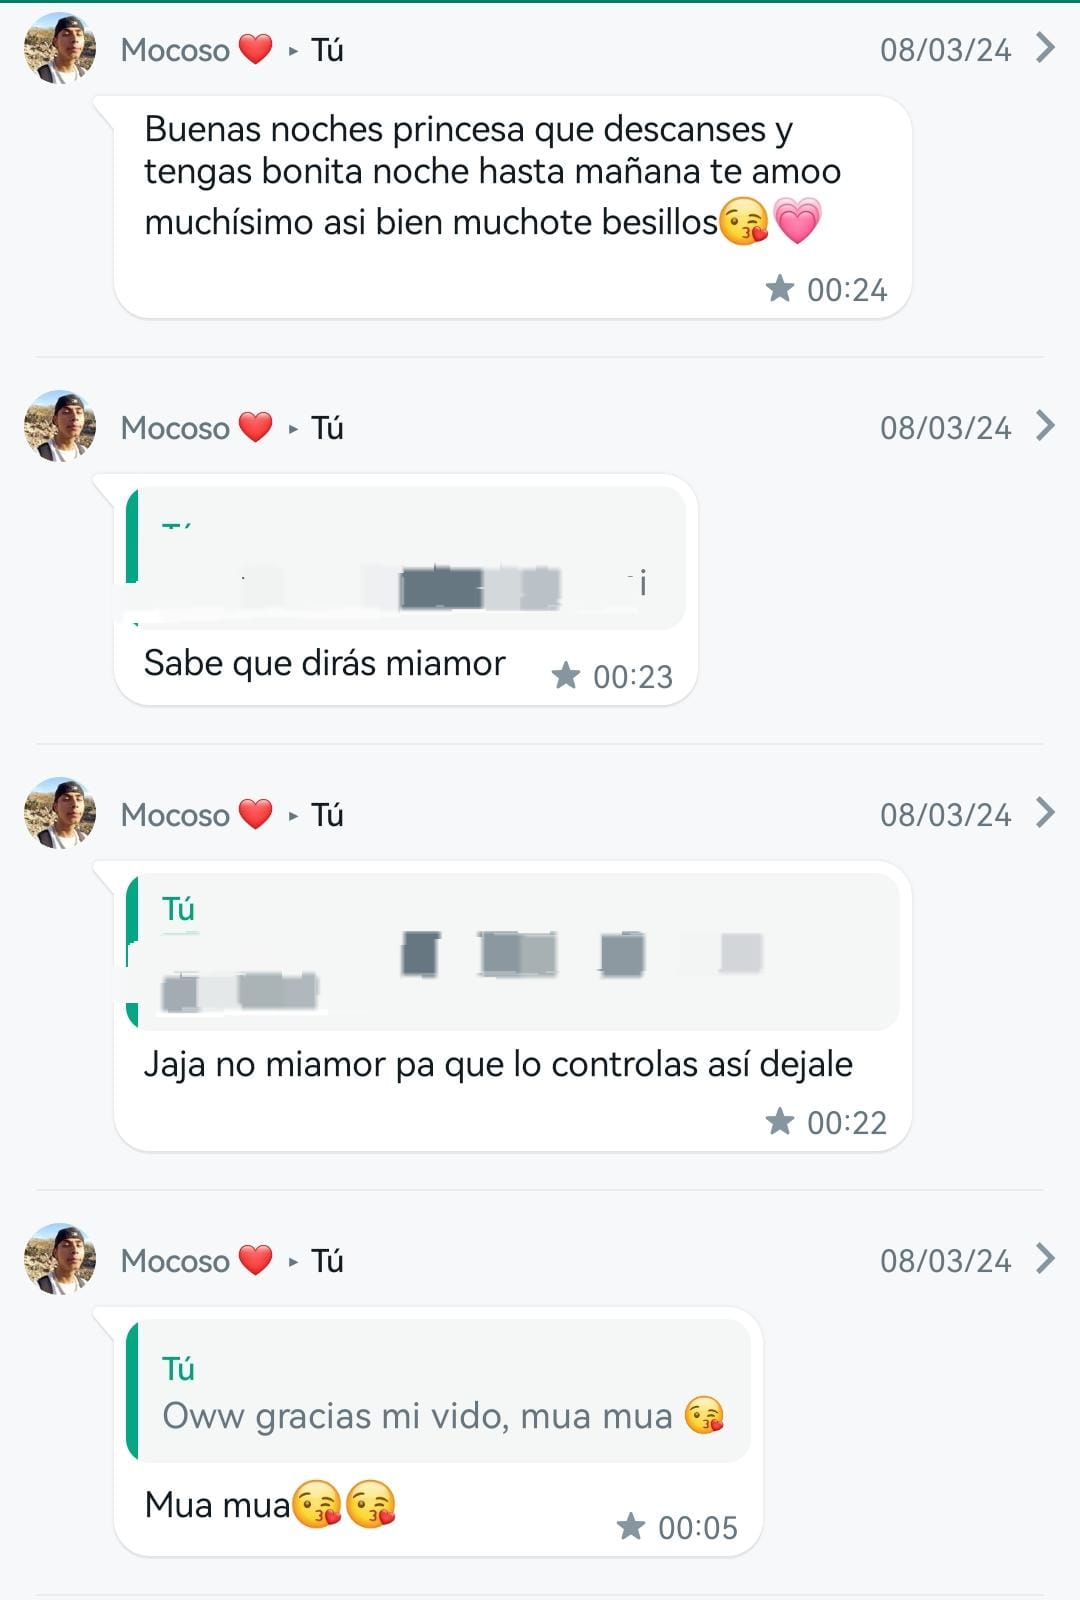 Mocoso❤️ ▸ Tú 08/03/24
Buenas noches princesa que descanses y
tengas bonita noche hasta mañana te amoo
muchísimo asi bien muchote besillos😘💗
★ 00:24
Mocoso❤️ ▸ Tú 08/03/24
Sabe que dirás miamor ★ 00:23
Mocoso❤️ ▸ Tú 08/03/24
Tú
Jaja no miamor pa que lo controlas así dejale
★ 00:22
Mocoso❤️ ▸ Tú 08/03/24
Tú
Oww gracias mi vido, mua mua 😘
Mua mua😘😘
★ 00:05